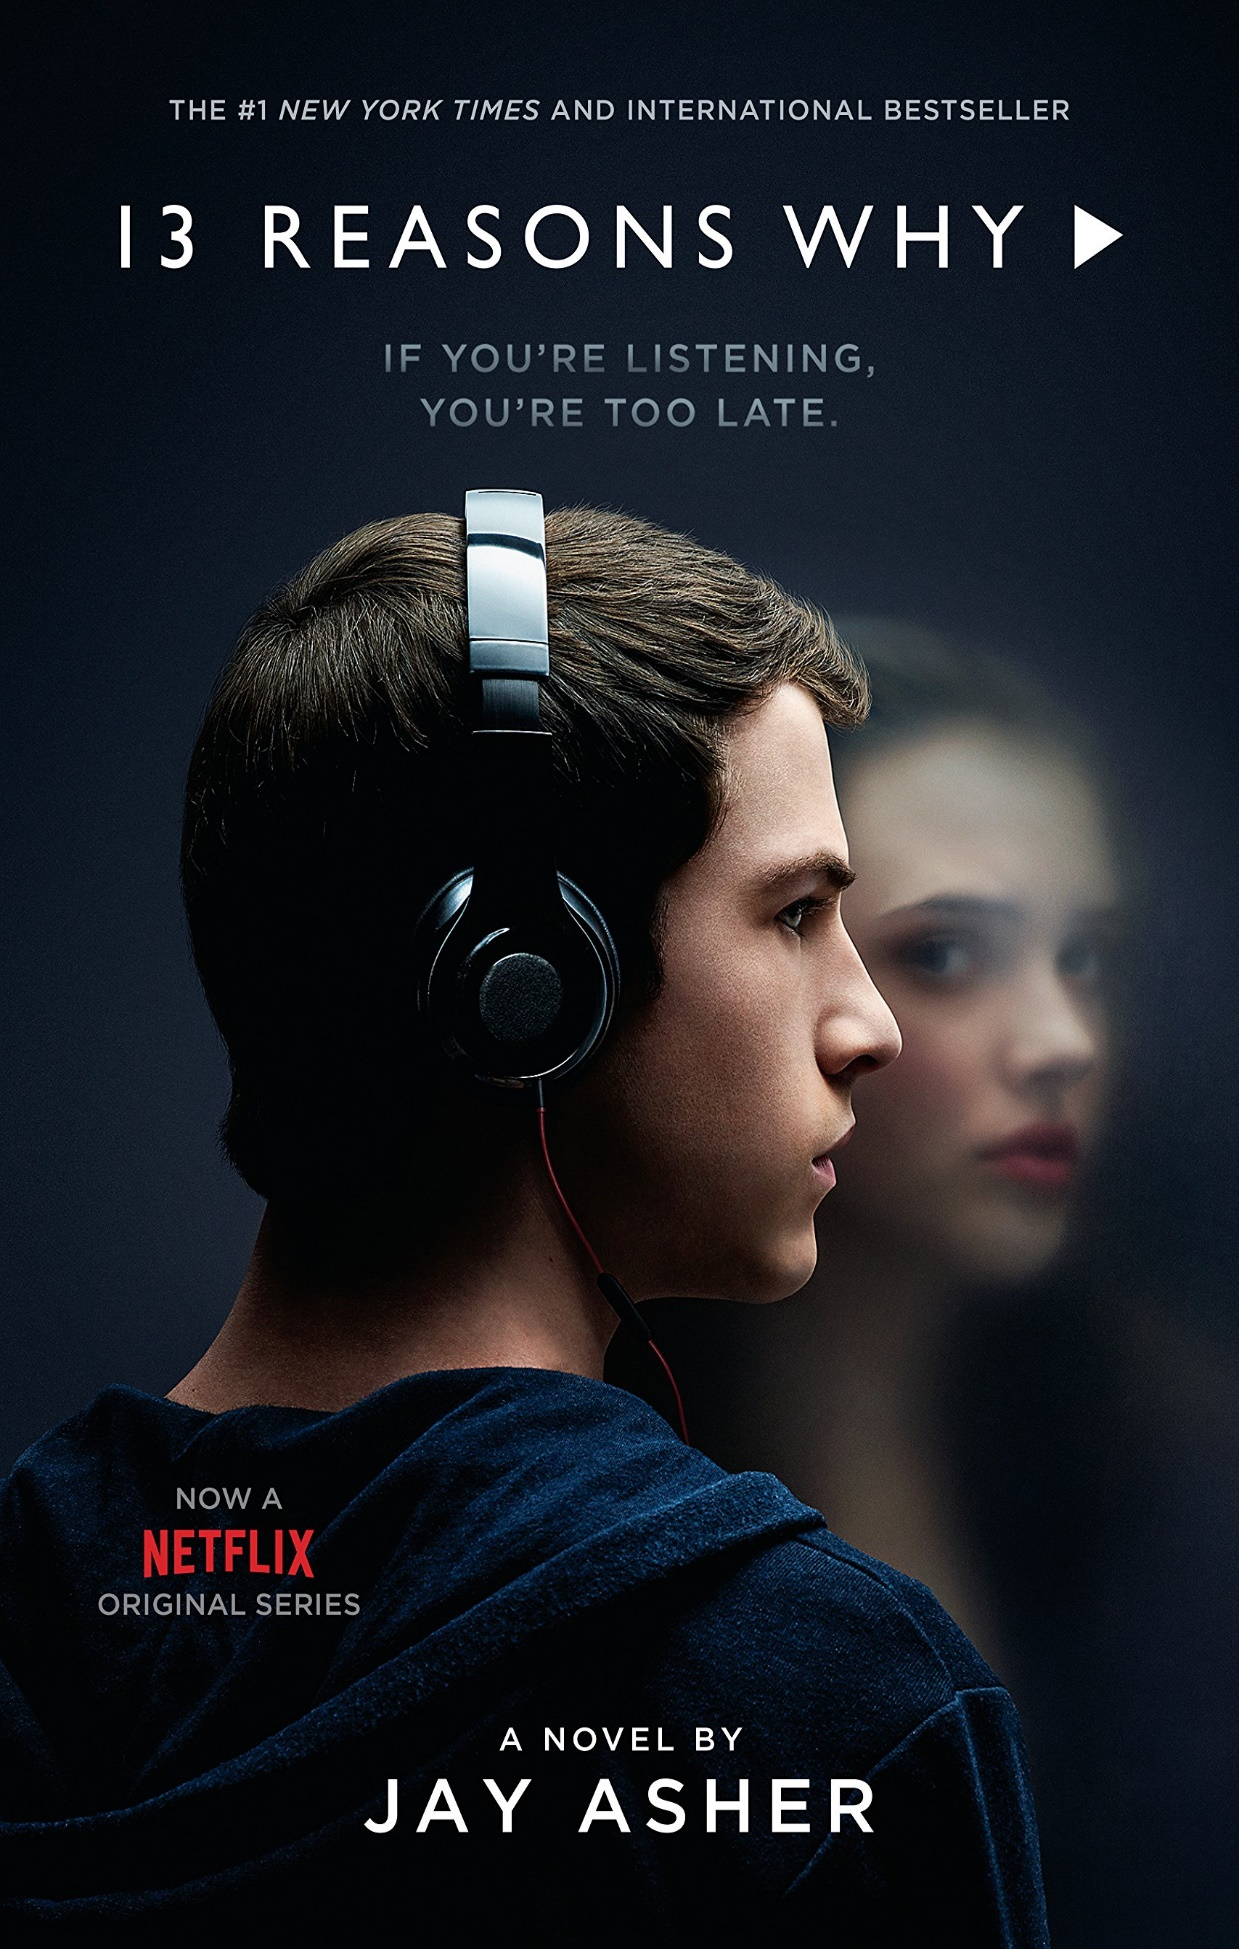 THE #1 NEW YORK TIMES AND INTERNATIONAL BESTSELLER
13 REASONS WHY
IF YOU’RE LISTENING,
YOU’RE TOO LATE.
NOW A
NETFLIX
ORIGINAL SERIES
A NOVEL BY
JAY ASHER